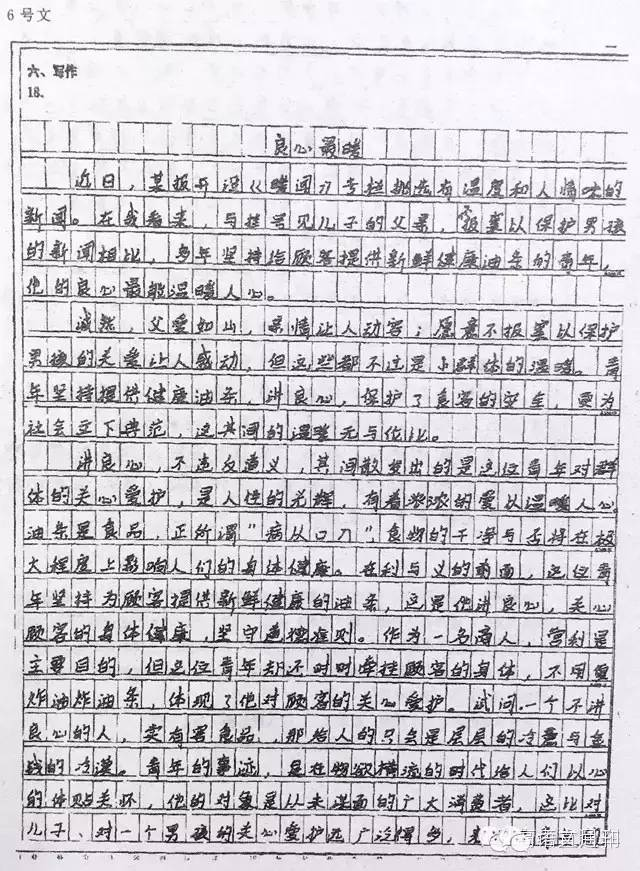 6号文
一
六、写作
18.
良心最暖
近日，某报开设《暖闻》专栏挑选有温度和人情味的
新闻。在我看来，与挂号见儿子的父亲，不报案以保护男孩
的新闻相比，多年坚持给顾客提供新鲜健康油条的青年，
他的良心最能温暖人心。
诚然，父爱如山，亲情让人动容；愿意不报案以保护
男孩的关爱让人感动，但这些都不过是小群体的温暖。青
年坚持提供健康油条，讲良心，保护了食客的安全，更为
社会立下典范，这其间的温暖无与伦比。
讲良心，不违反道义，其间散发出的是这位青年对群
体的关心爱护，是人性的光辉，有着浓浓的爱以温暖人心。
油条是食品，正所谓"病从口入"，食物的干净与否将在极
大程度上影响人们的身体健康。在利与义的前面，这位青
年坚持为顾客提供新鲜健康的油条，这是他讲良心，关心
顾客的身体健康，坚守道德准则。作为一名商人，营利是
主要目的，但这位青年却还时时牵挂顾客的身体，不用复
炸油炸油条，体现了他对顾客的关心爱护。试问一个不讲
良心的人，卖有害食品，那给人的只会是层层的冷意与金
钱的冷漠。青年的事迹，是在物欲横流的时代给人们以心
的体贴关怀，他的对象是从未谋面的广大消费者，这比对
儿子、对一个男孩的关心爱护还广泛得多，
语文周刊